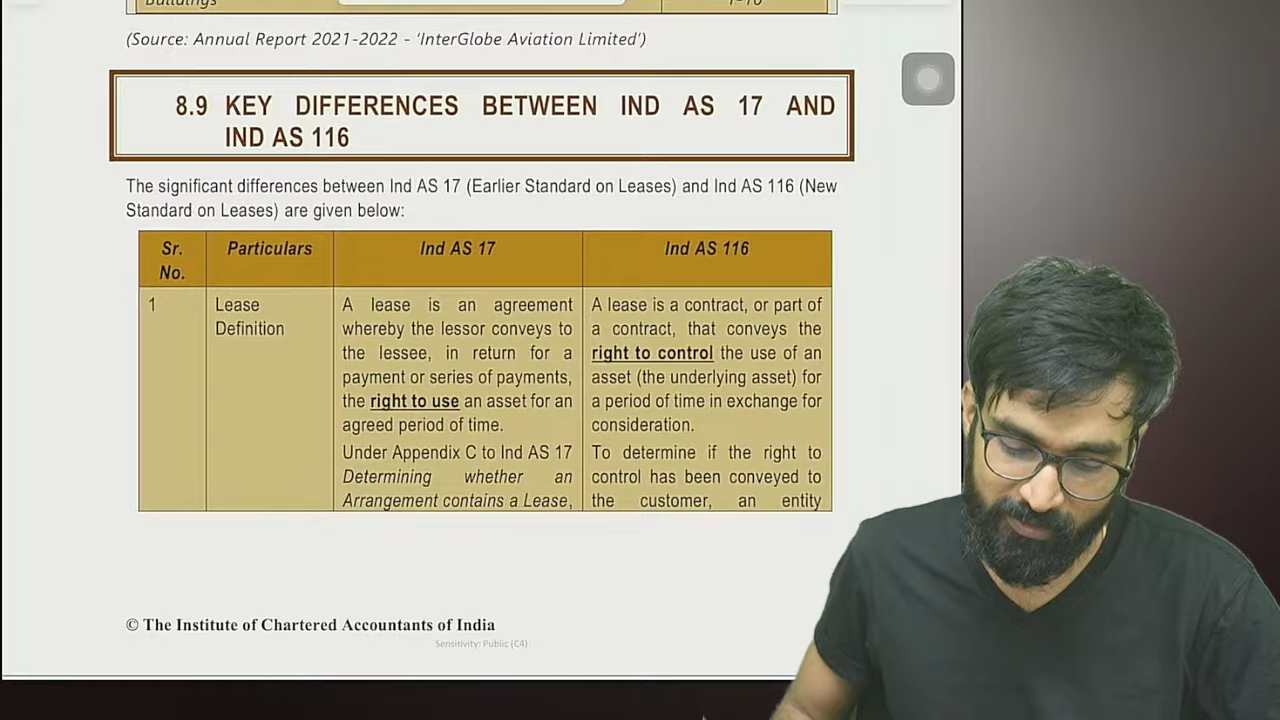 Buildings
(Source: Annual Report 2021-2022 - 'InterGlobe Aviation Limited')
8.9 KEY DIFFERENCES BETWEEN IND AS 17 AND
IND AS 116
The significant differences between Ind AS 17 (Earlier Standard on Leases) and Ind AS 116 (New
Standard on Leases) are given below:
Sr.
No.
Particulars
Ind AS 17
Ind AS 116
1
Lease
Definition
A lease is an agreement
whereby the lessor conveys to
the lessee, in return for a
payment or series of payments,
the right to use an asset for an
agreed period of time.
Under Appendix C to Ind AS 17
Determining whether an
Arrangement contains a Lease,
A lease is a contract, or part of
a contract, that conveys the
right to control the use of an
asset (the underlying asset) for
a period of time in exchange for
consideration.
To determine if the right to
control has been conveyed to
the customer, an entity
© The Institute of Chartered Accountants of India
Sensitivity: Public (C4)